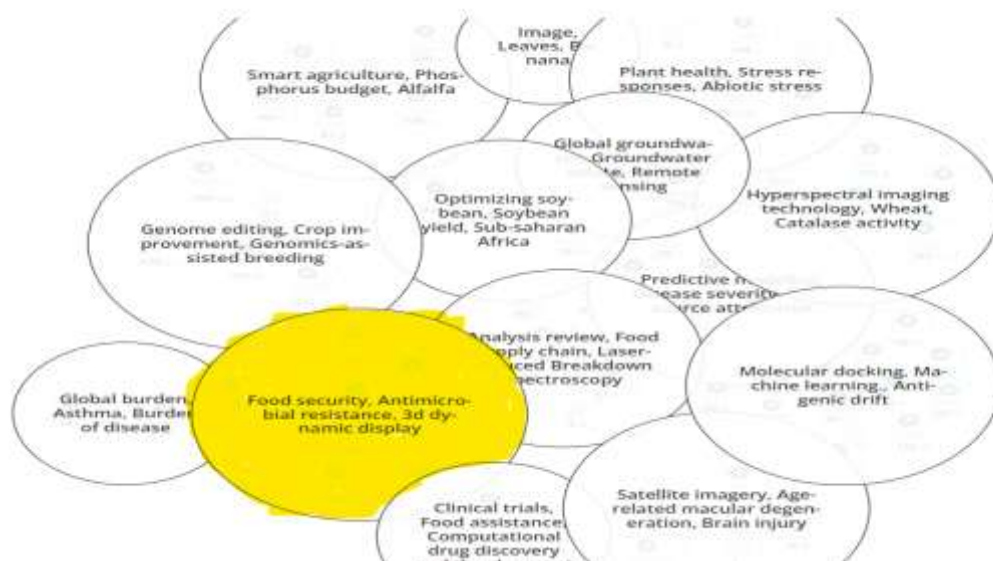 Image,
Leaves, B
nana
Smart agriculture, Phos-
phorus budget, Alfalfa
Plant health, Stress re-
sponses, Abiotic stress
Global groundwa-
Groundwater
Remote
Optimizing soy-
bean, Soybean
yield, Sub-saharan
Africa
Hyperspectral imaging
technology, Wheat,
Catalase activity
Genome editing, Crop im-
provement, Genomics-as-
sisted breeding
Predictive
severity
Analysis review, Food
chain, Laser-
Breakdown
Molecular docking, Ma-
chine learning., Anti-
genic drift
Global burden,
Asthma, Burden
of disease
Food security, Antimicro-
bial resistance, 3d dy-
namic display
Satellite imagery, Age-
related macular degen-
eration, Brain injury
Clinical trials,
Food assistance,
Computational
drug discovery